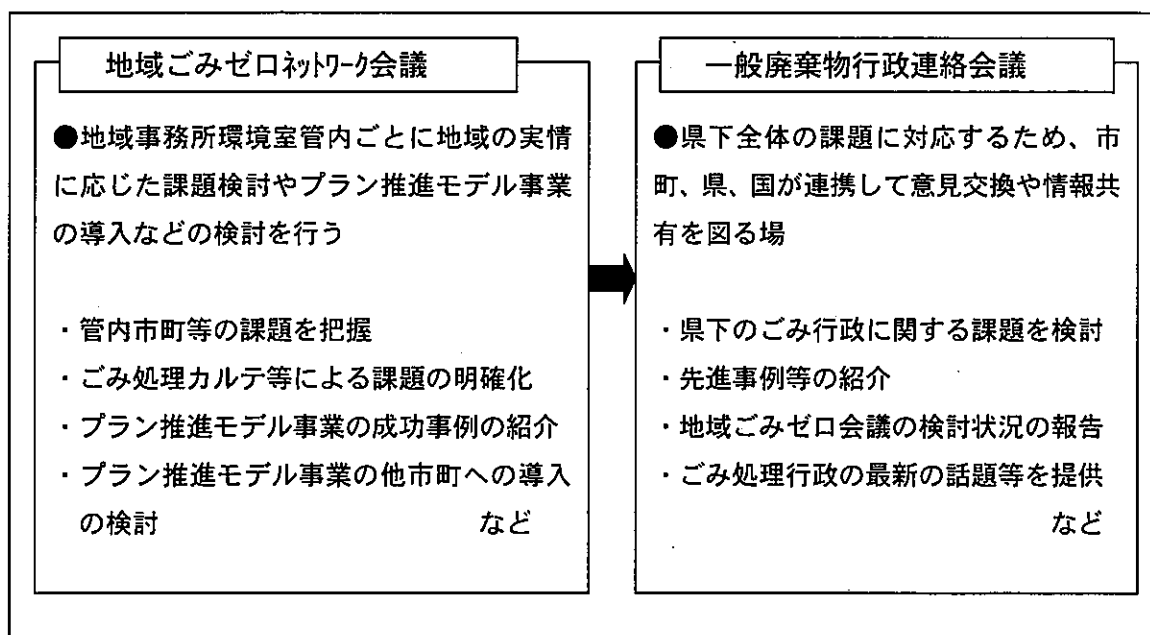 地域ごみゼロネットワーク会議
●地域事務所環境室管内ごとに地域の実情
に応じた課題検討やプラン推進モデル事業
の導入などの検討を行う
・管内市町等の課題を把握
・ごみ処理カルテ等による課題の明確化
・プラン推進モデル事業の成功事例の紹介
・プラン推進モデル事業の他市町への導入
の検討 など
一般廃棄物行政連絡会議
●県下全体の課題に対応するため、市
町、県、国が連携して意見交換や情報共
有を図る場
・県下のごみ行政に関する課題を検討
・先進事例等の紹介
・地域ごみゼロ会議の検討状況の報告
・ごみ処理行政の最新の話題等を提供
など